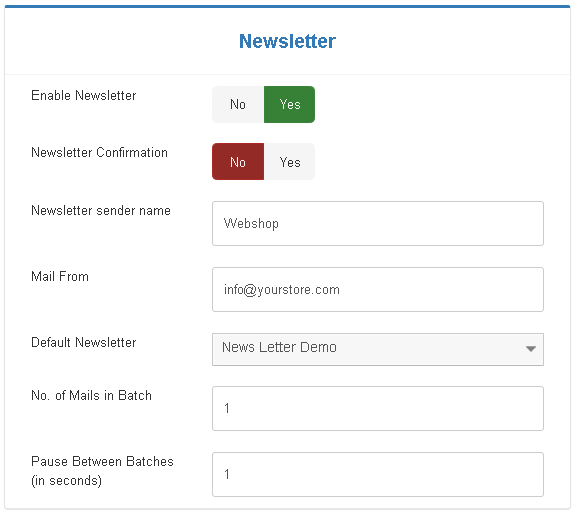 Newsletter
Enable Newsletter
No Yes
Newsletter Confirmation
No Yes
Newsletter sender name
Webshop
Mail From
info@yourstore.com
Default Newsletter
News Letter Demo
No. of Mails in Batch
1
Pause Between Batches
(in seconds)
1